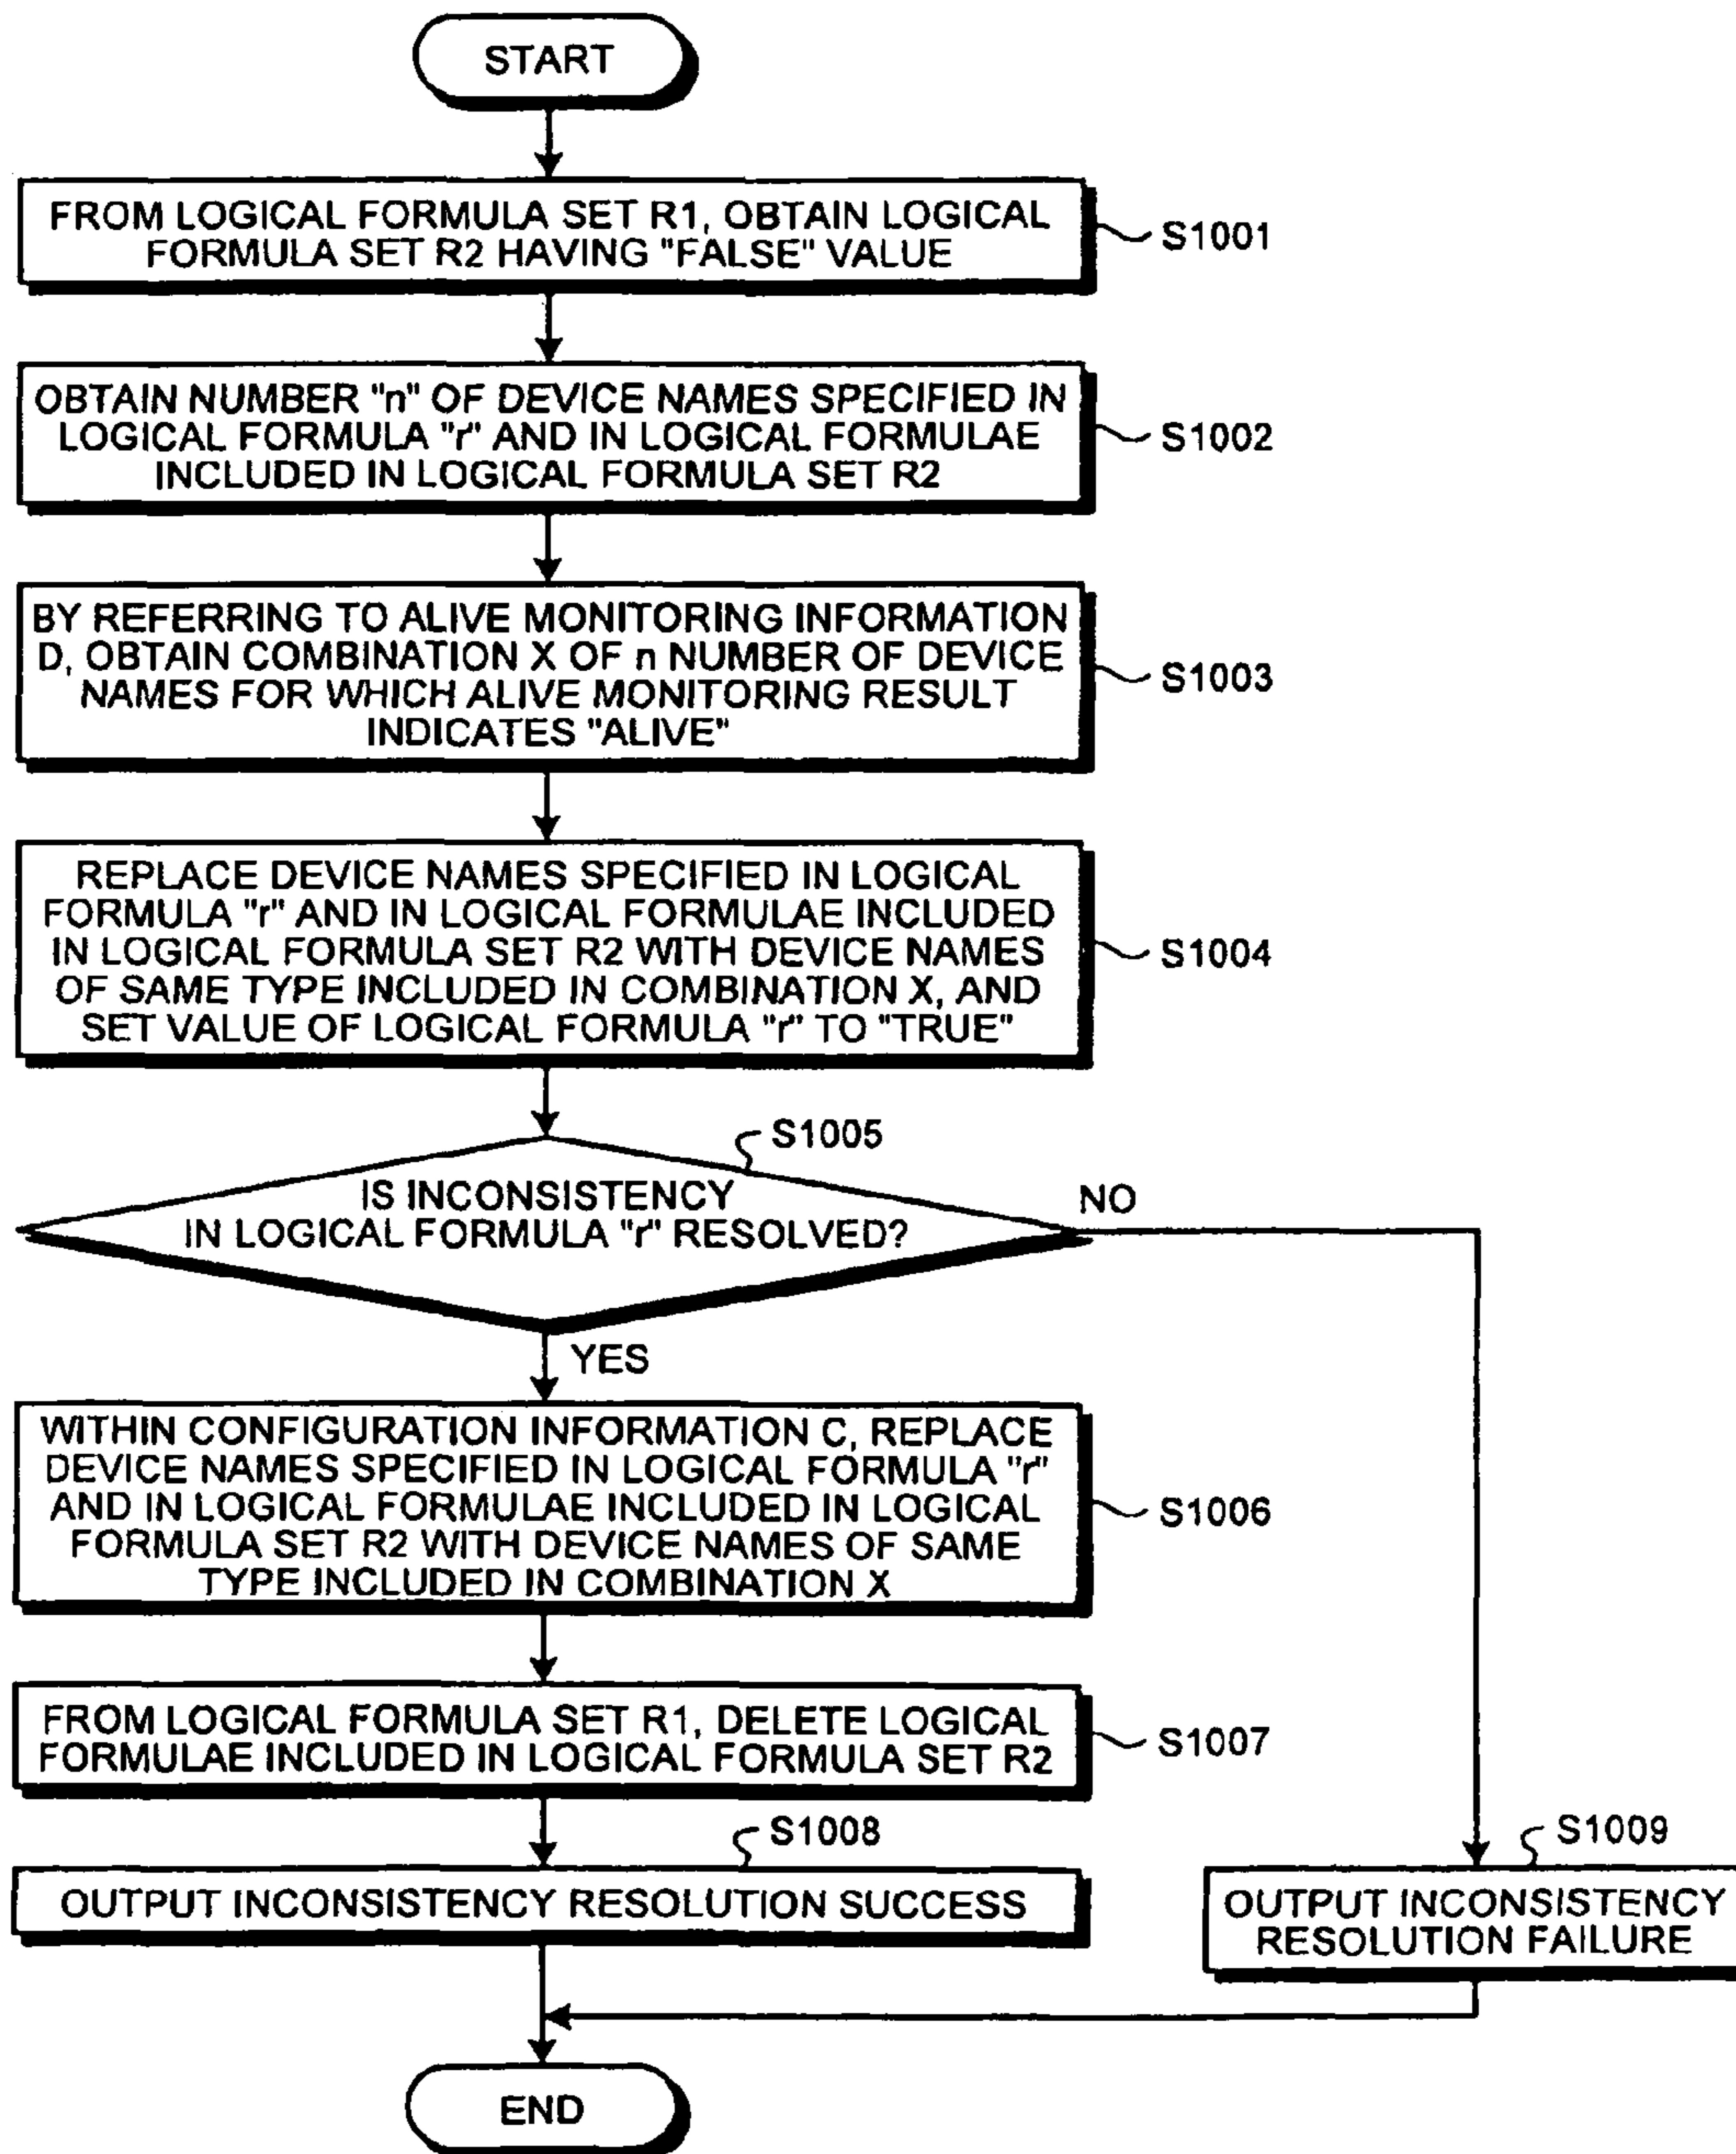 START
FROM LOGICAL FORMULA SET R1, OBTAIN LOGICAL
FORMULA SET R2 HAVING "FALSE" VALUE
S1001
OBTAIN NUMBER "n" OF DEVICE NAMES SPECIFIED IN
LOGICAL FORMULA "r" AND IN LOGICAL FORMULAE
INCLUDED IN LOGICAL FORMULA SET R2
S1002
BY REFERRING TO ALIVE MONITORING INFORMATION
D, OBTAIN COMBINATION X OF n NUMBER OF DEVICE
NAMES FOR WHICH ALIVE MONITORING RESULT
INDICATES "ALIVE"
S1003
REPLACE DEVICE NAMES SPECIFIED IN LOGICAL
FORMULA "r" AND IN LOGICAL FORMULAE INCLUDED
IN LOGICAL FORMULA SET R2 WITH DEVICE NAMES
OF SAME TYPE INCLUDED IN COMBINATION X, AND
SET VALUE OF LOGICAL FORMULA "r" TO "TRUE"
S1004
S1005
IS INCONSISTENCY
IN LOGICAL FORMULA "r" RESOLVED?
NO
YES
WITHIN CONFIGURATION INFORMATION C, REPLACE
DEVICE NAMES SPECIFIED IN LOGICAL FORMULA "r"
AND IN LOGICAL FORMULAE INCLUDED IN LOGICAL
FORMULA SET R2 WITH DEVICE NAMES OF SAME
TYPE INCLUDED IN COMBINATION X
S1006
FROM LOGICAL FORMULA SET R1, DELETE LOGICAL
FORMULAE INCLUDED IN LOGICAL FORMULA SET R2
S1007
S1008
OUTPUT INCONSISTENCY RESOLUTION SUCCESS
S1009
OUTPUT INCONSISTENCY
RESOLUTION FAILURE
END